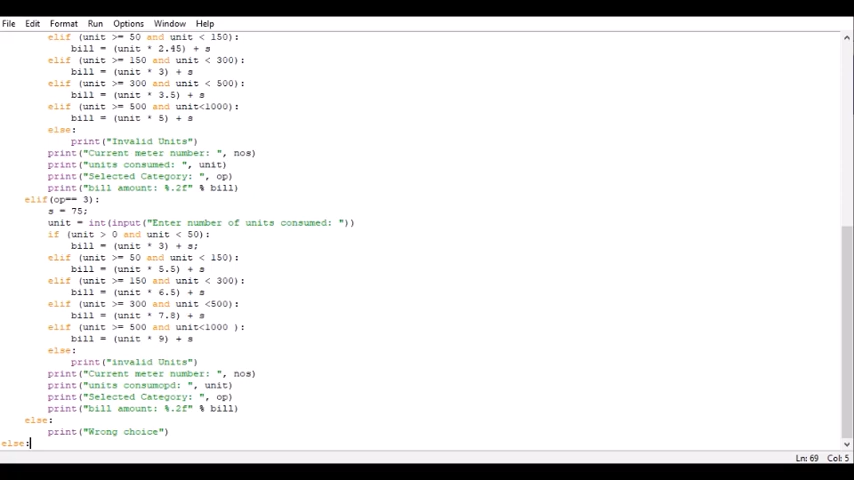 File Edit Format Run Options Window Help
elif (unit >= 50 and unit < 150):
bill = (unit * 2.45) + s
elif (unit >= 150 and unit < 300):
bill = (unit * 3) + s
elif (unit >= 300 and unit < 500):
bill = (unit * 3.5) + s
elif (unit >= 500 and unit<1000):
bill = (unit * 5) + s
else:
print("Invalid Units")
print("Current meter number: ", nos)
print("units consumed: ", unit)
print("Selected Category: ", op)
print("bill amount: %.2f" % bill)
elif(op== 3):
s = 75;
unit = int(input("Enter number of units consumed: "))
if (unit > 0 and unit < 50):
bill = (unit * 3) + s;
elif (unit >= 50 and unit < 150):
bill = (unit * 5.5) + s
elif (unit >= 150 and unit < 300):
bill = (unit * 6.5) + s
elif (unit >= 300 and unit <500):
bill = (unit * 7.8) + s
elif (unit >= 500 and unit<1000 ):
bill = (unit * 9) + s
else:
print("invalid Units")
print("Current meter number: ", nos)
print("units consumopd: ", unit)
print("Selected Category: ", op)
print("bill amount: %.2f" % bill)
else:
print("Wrong choice")
else:
Ln: 69 Col: 5